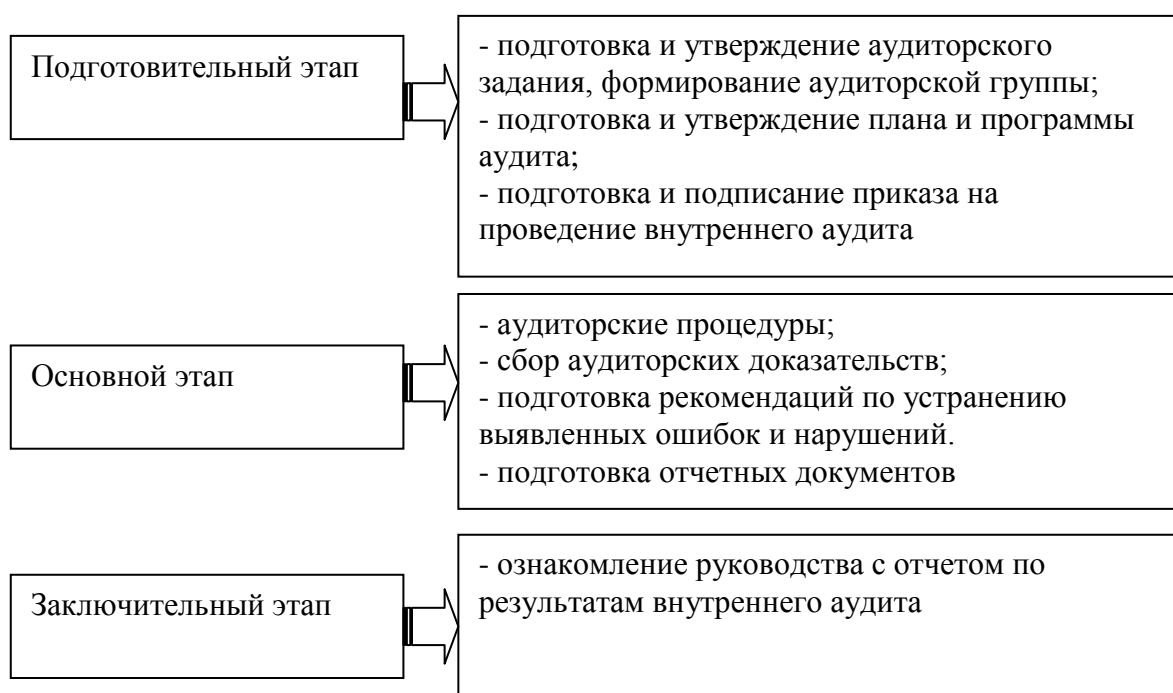 Подготовительный этап
- подготовка и утверждение аудиторского
задания, формирование аудиторской группы;
- подготовка и утверждение плана и программы
аудита;
- подготовка и подписание приказа на
проведение внутреннего аудита
Основной этап
- аудиторские процедуры;
- сбор аудиторских доказательств;
- подготовка рекомендаций по устранению
выявленных ошибок и нарушений.
- подготовка отчетных документов
Заключительный этап
- ознакомление руководства с отчетом по
результатам внутреннего аудита